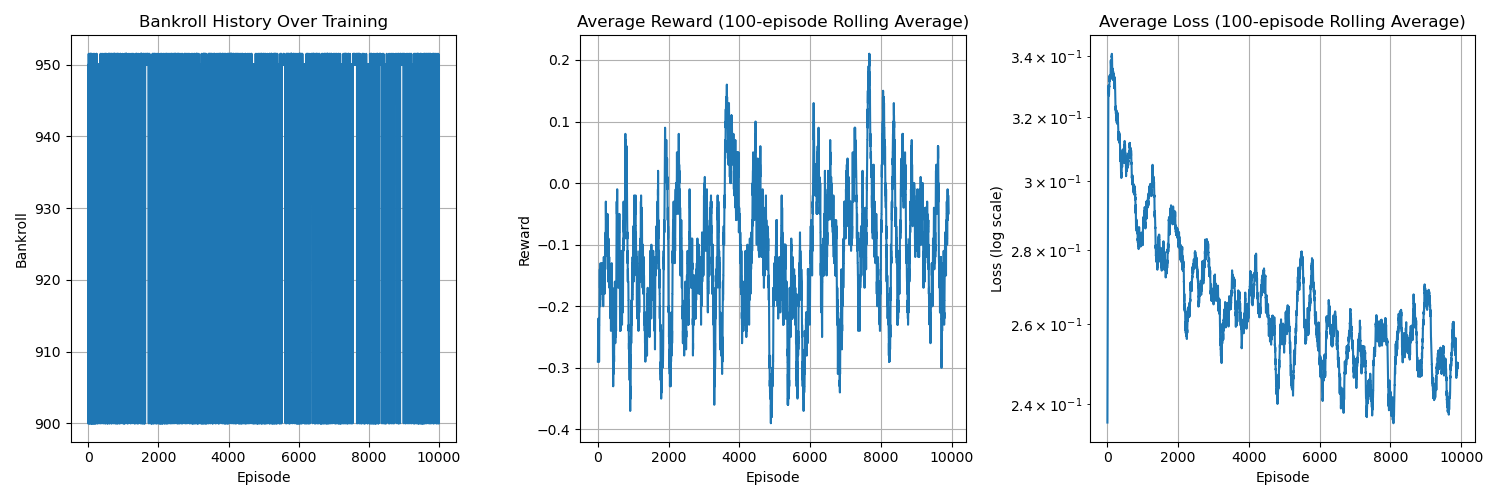 Bankroll History Over Training
Bankroll
950
940
930
920
910
900
0 2000 4000 6000 8000 10000
Episode
Average Reward (100-episode Rolling Average)
Reward
0.2
0.1
0.0
−0.1
−0.2
−0.3
−0.4
0 2000 4000 6000 8000 10000
Episode
Average Loss (100-episode Rolling Average)
Loss (log scale)
3.4 × 10⁻¹
3.2 × 10⁻¹
3 × 10⁻¹
2.8 × 10⁻¹
2.6 × 10⁻¹
2.4 × 10⁻¹
0 2000 4000 6000 8000 10000
Episode